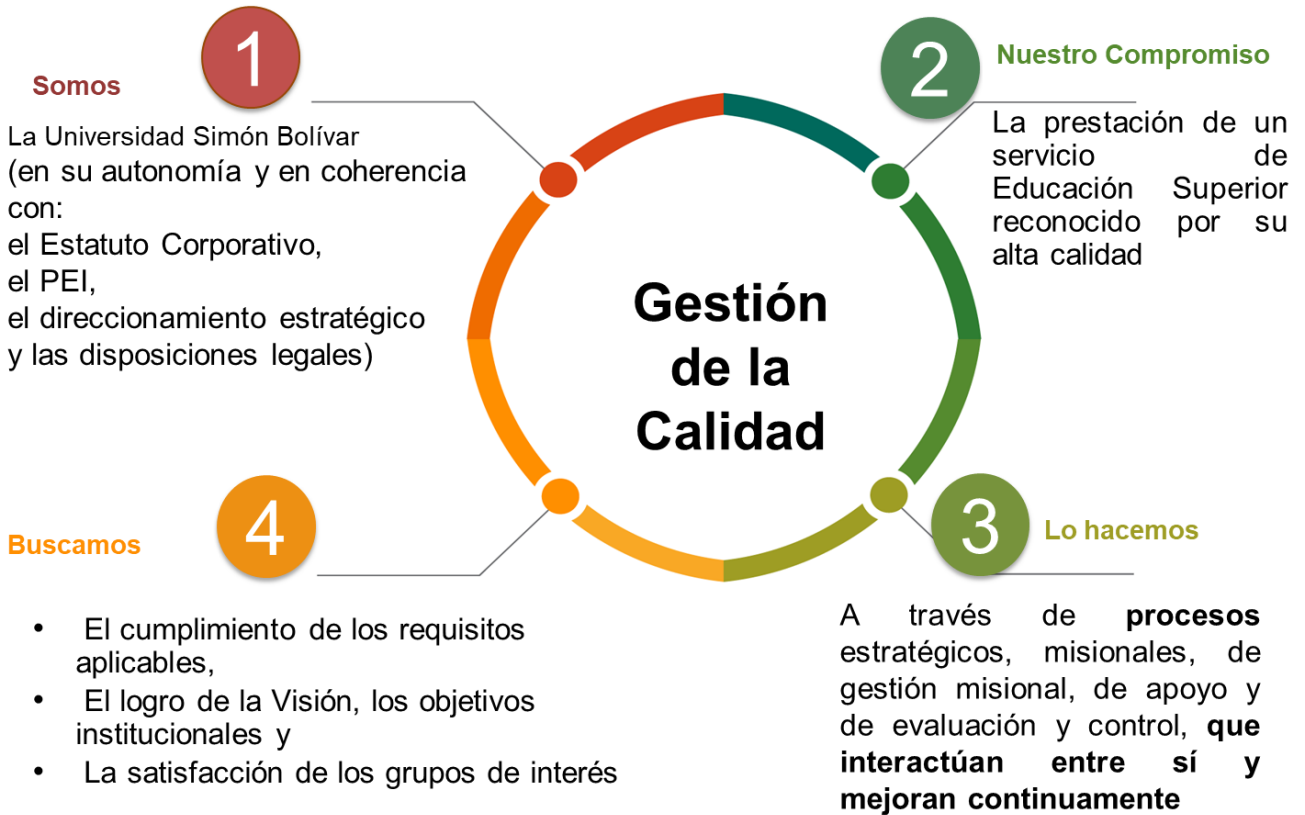 1
Somos
La Universidad Simón Bolívar
(en su autonomía y en coherencia
con:
el Estatuto Corporativo,
el PEI,
el direccionamiento estratégico
y las disposiciones legales)
2
Nuestro Compromiso
La prestación de un
servicio de
Educación Superior
reconocido por su
alta calidad
Gestión
de la
Calidad
3
Lo hacemos
A través de procesos
estratégicos, misionales, de
gestión misional, de apoyo y
de evaluación y control, que
interactúan entre sí y
mejoran continuamente
4
Buscamos
• El cumplimiento de los requisitos
aplicables,
• El logro de la Visión, los objetivos
institucionales y
• La satisfacción de los grupos de interés